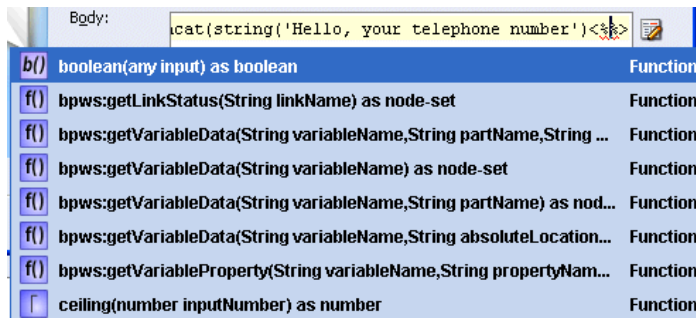 Body:
cat(string('Hello, your telephone number')<%%>
b() boolean(any input) as boolean Function
f() bpws:getLinkStatus(String linkName) as node-set Function
f() bpws:getVariableData(String variableName,String partName,String ... Function
f() bpws:getVariableData(String variableName) as node-set Function
f() bpws:getVariableData(String variableName,String partName) as nod... Function
f() bpws:getVariableData(String variableName,String absoluteLocation... Function
f() bpws:getVariableProperty(String variableName,String propertyNam... Function
ceiling(number inputNumber) as number Function